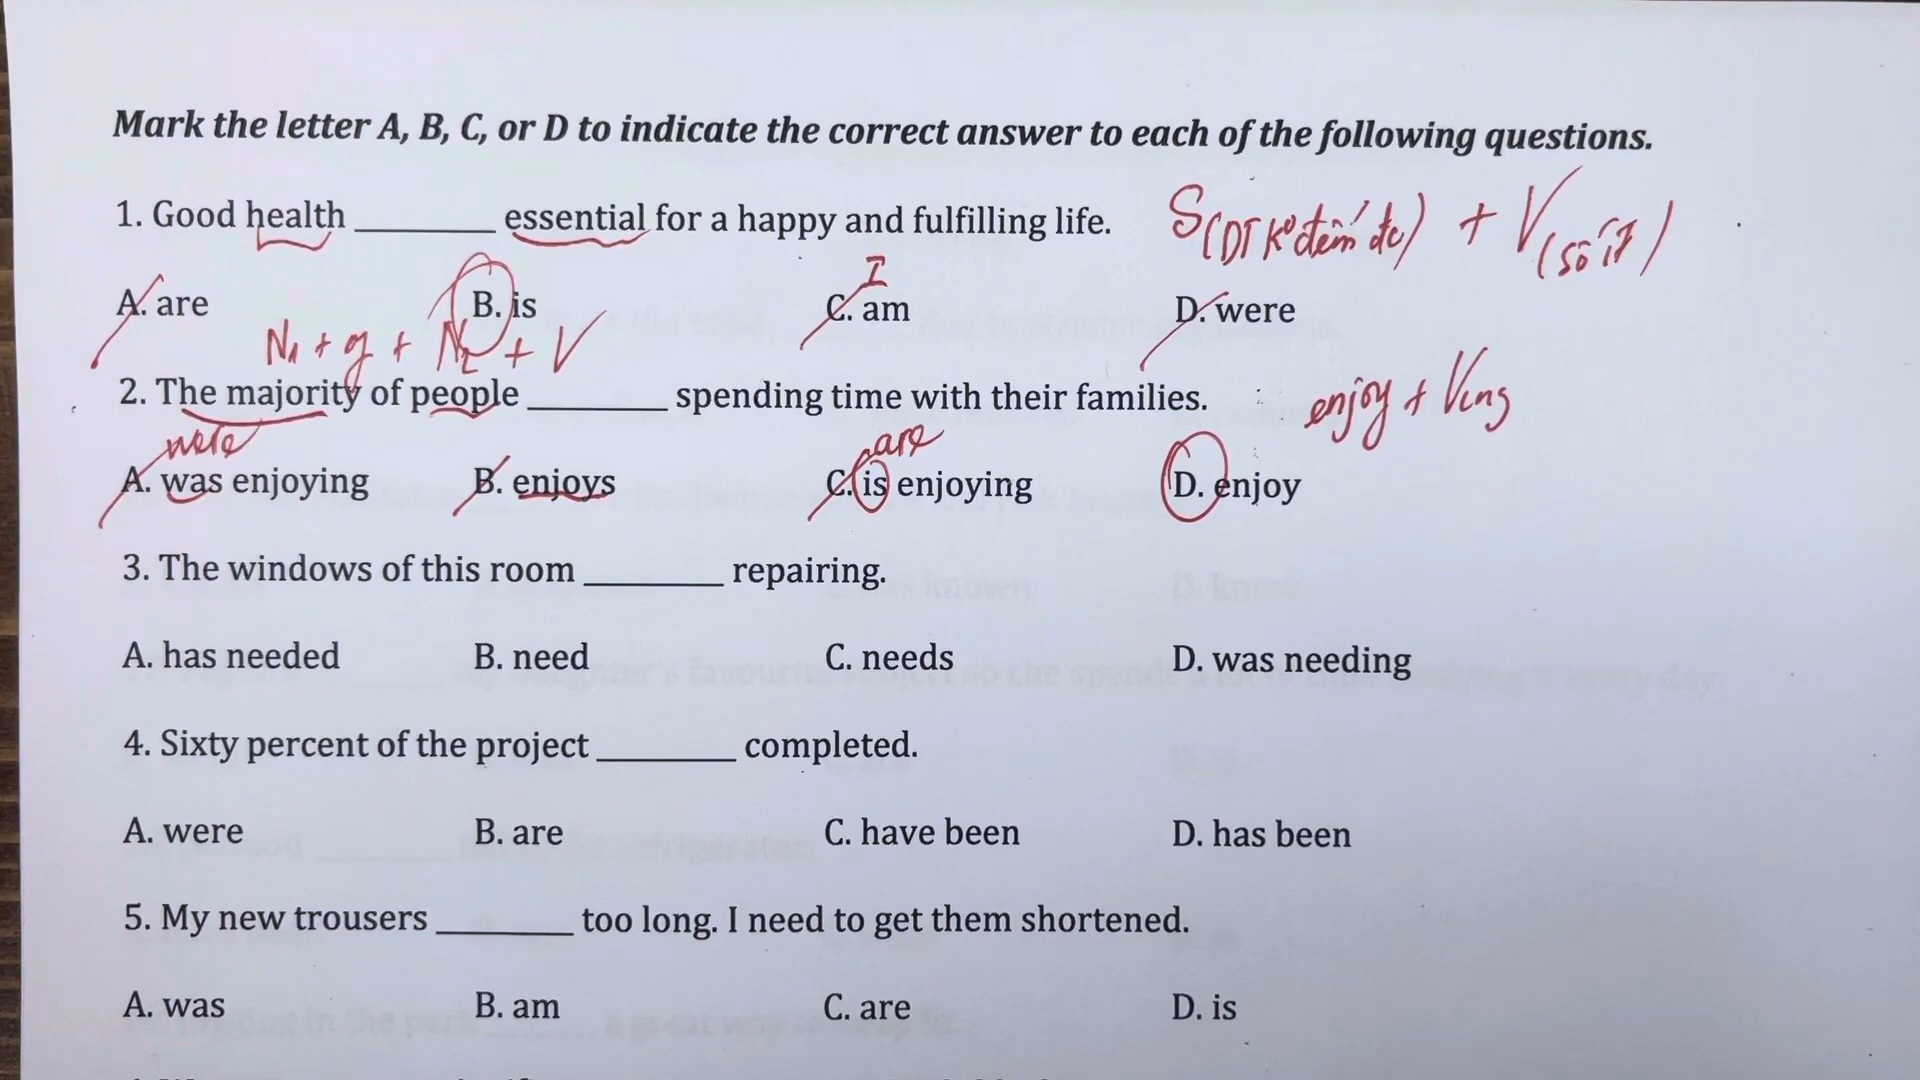 Mark the letter A, B, C, or D to indicate the correct answer to each of the following questions.
1. Good health ________ essential for a happy and fulfilling life. S(DT K° đếm đc) + V(số ít)
I
A. are B. is C. am D. were
N1 + of + N2 + V
2. The majority of people ________ spending time with their families. enjoy + Ving
were are
A. was enjoying B. enjoys C. is enjoying D. enjoy
3. The windows of this room ________ repairing.
A. has needed B. need C. needs D. was needing
4. Sixty percent of the project ________ completed.
A. were B. are C. have been D. has been
5. My new trousers ________ too long. I need to get them shortened.
A. was B. am C. are D. is